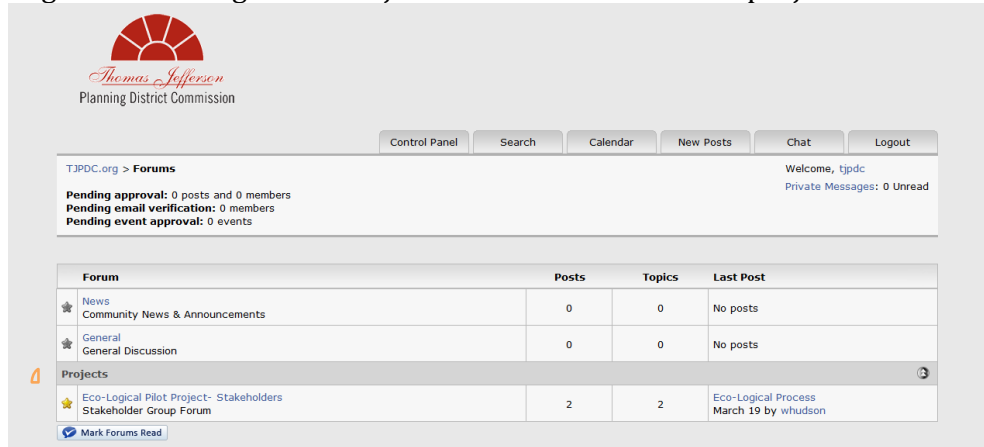 Thomas Jefferson
Planning District Commission
Control Panel Search Calendar New Posts Chat Logout
TJPDC.org > Forums
Welcome, tjpdc
Private Messages: 0 Unread
Pending approval: 0 posts and 0 members
Pending email verification: 0 members
Pending event approval: 0 events
Forum Posts Topics Last Post
News
Community News & Announcements
0 0 No posts
General
General Discussion
0 0 No posts
Projects
Eco-Logical Pilot Project- Stakeholders
Stakeholder Group Forum
2 2
Eco-Logical Process
March 19 by whudson
Mark Forums Read